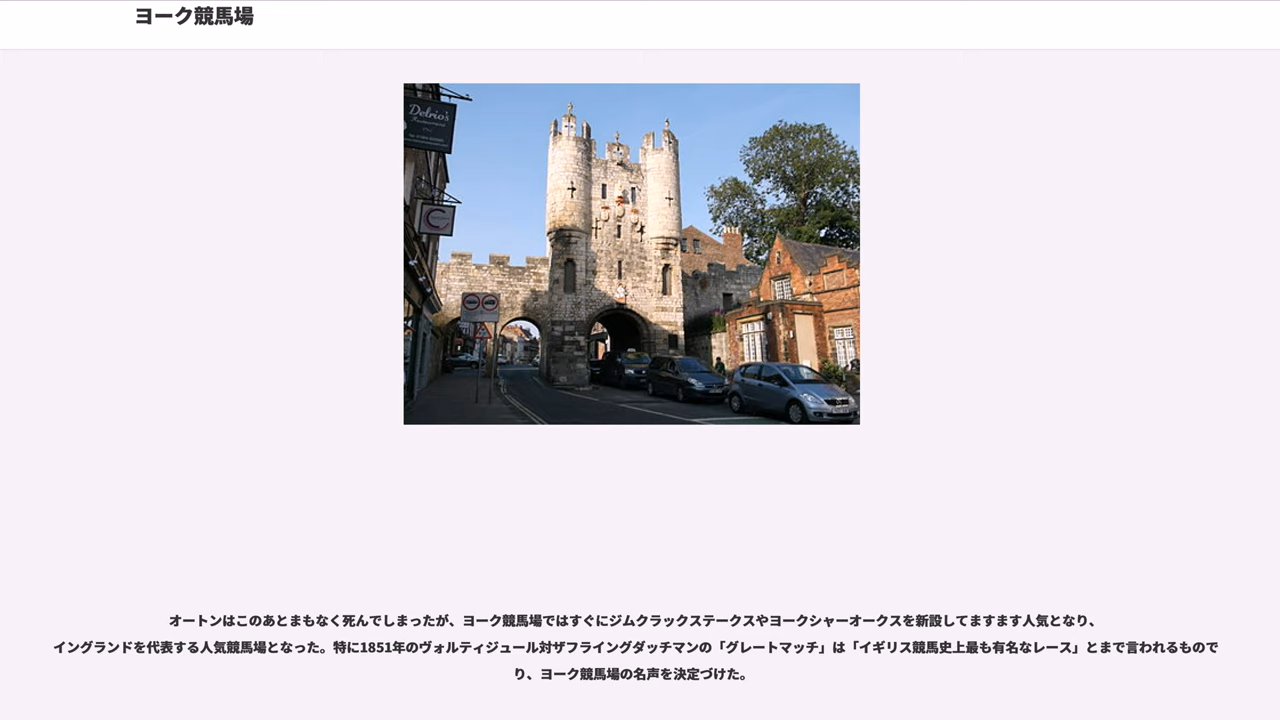 ヨーク競馬場
Delrio's
Restaurant
オートンはこのあとまもなく死んでしまったが、ヨーク競馬場ではすぐにジムクラックステークスやヨークシャーオークスを新設してますます人気となり、
イングランドを代表する人気競馬場となった。特に1851年のヴォルティジュール対ザフライングダッチマンの「グレートマッチ」は「イギリス競馬史上最も有名なレース」とまで言われるもので
り、ヨーク競馬場の名声を決定づけた。